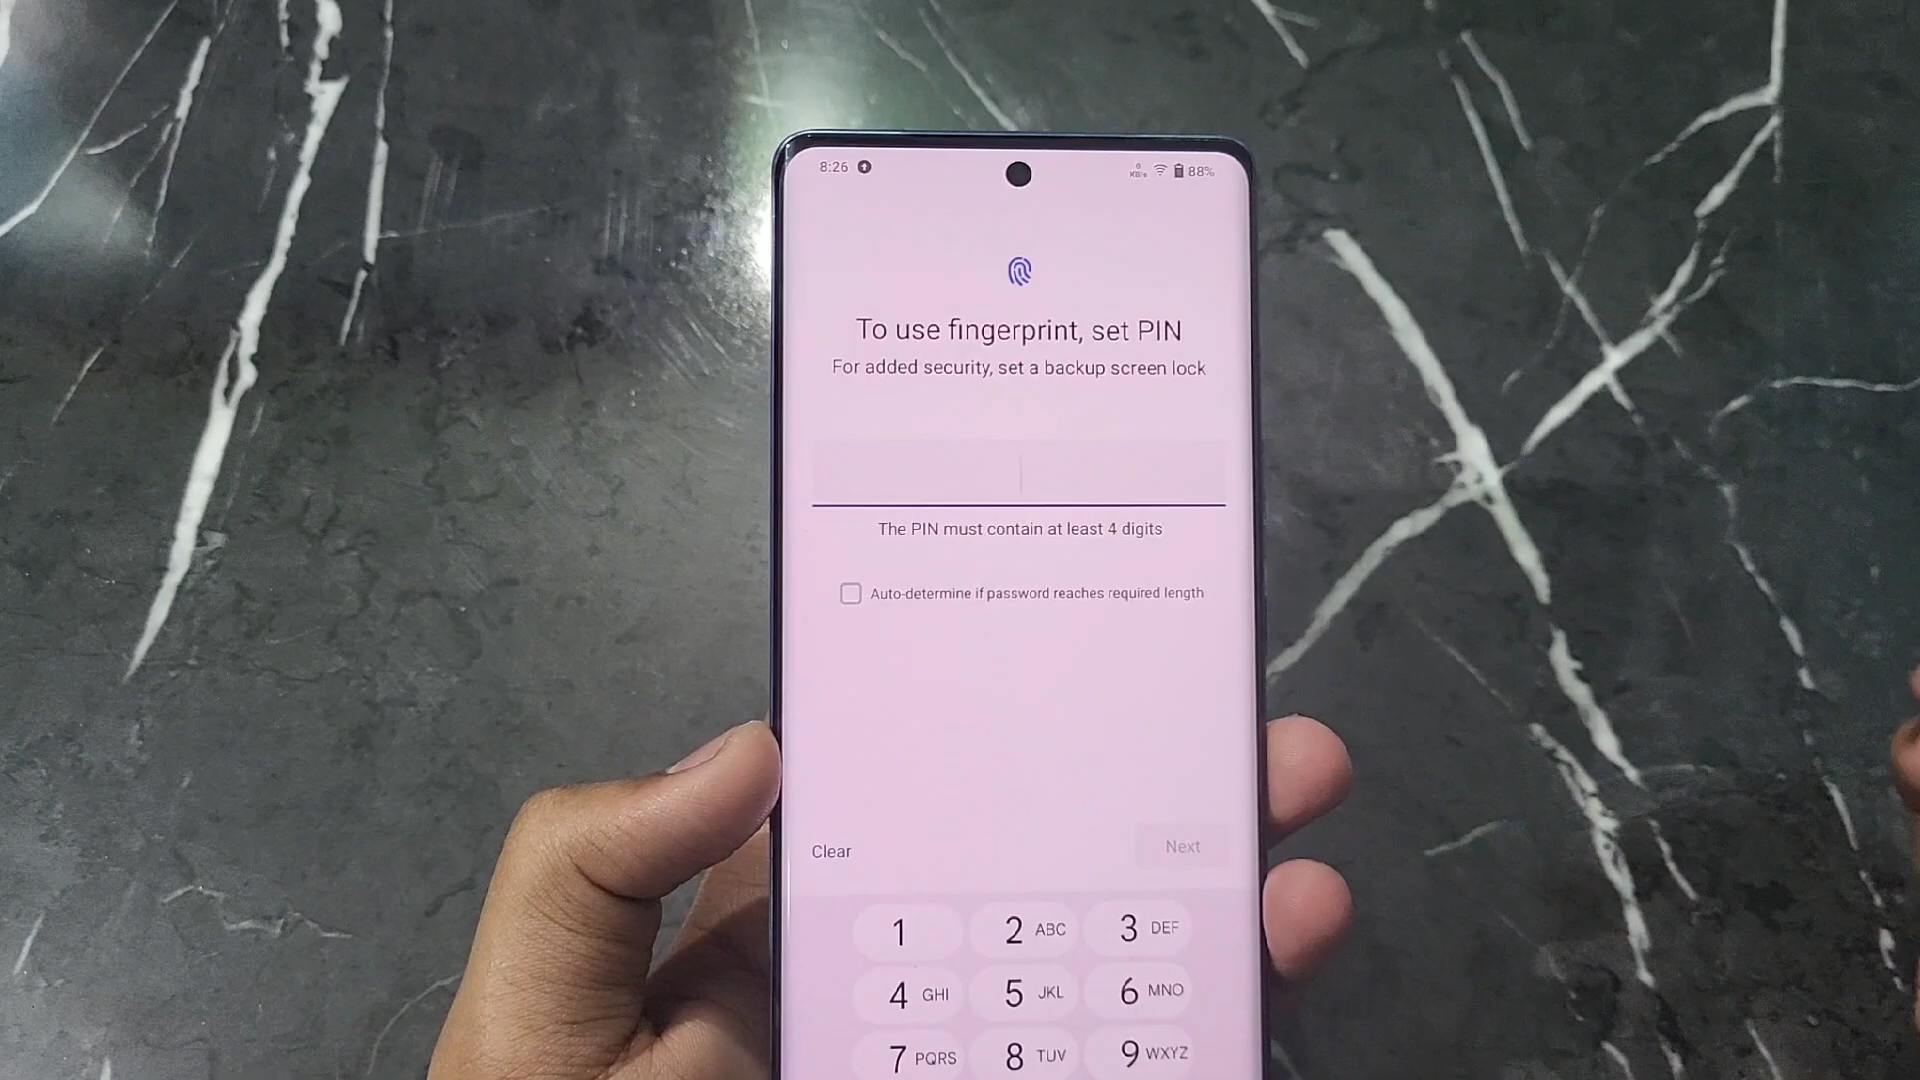 8:26
0
KB/s
88%
To use fingerprint, set PIN
For added security, set a backup screen lock
The PIN must contain at least 4 digits
Auto-determine if password reaches required length
Clear
Next
1
2 ABC
3 DEF
4 GHI
5 JKL
6 MNO
7 PQRS
8 TUV
9 WXYZ